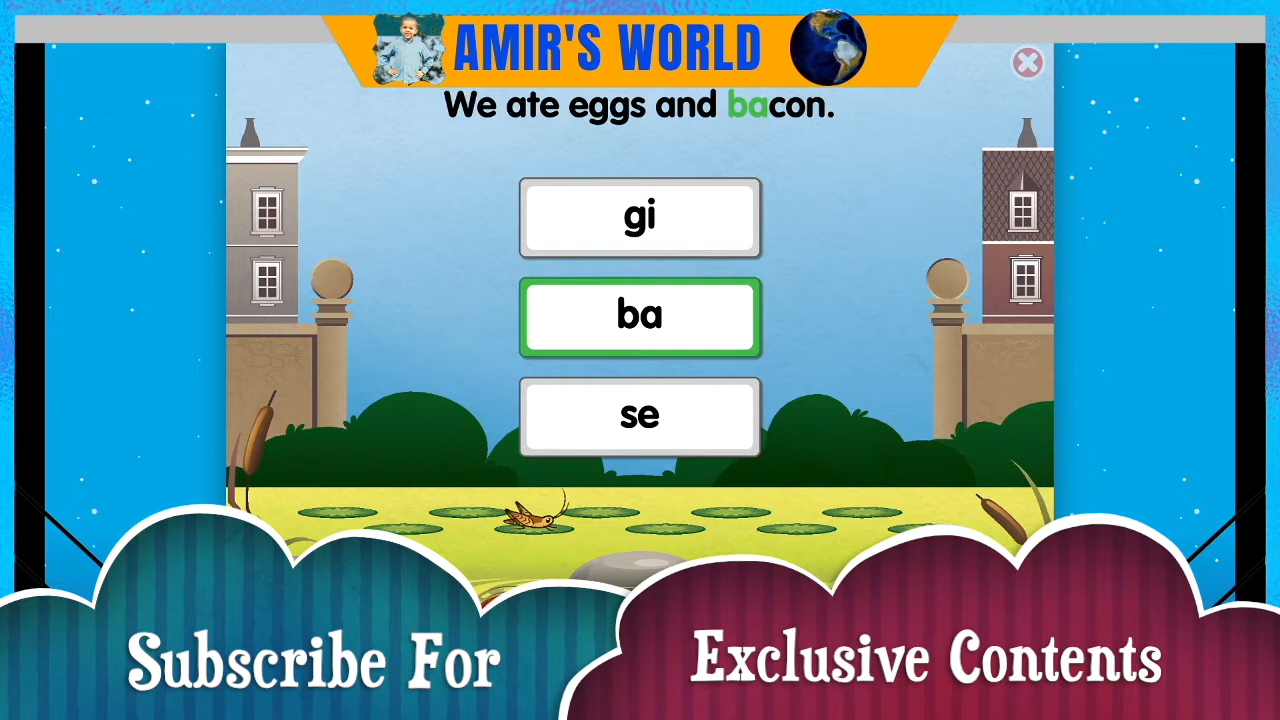 AMIR'S WORLD
We ate eggs and bacon.
gi
ba
se
Subscribe For
Exclusive Contents